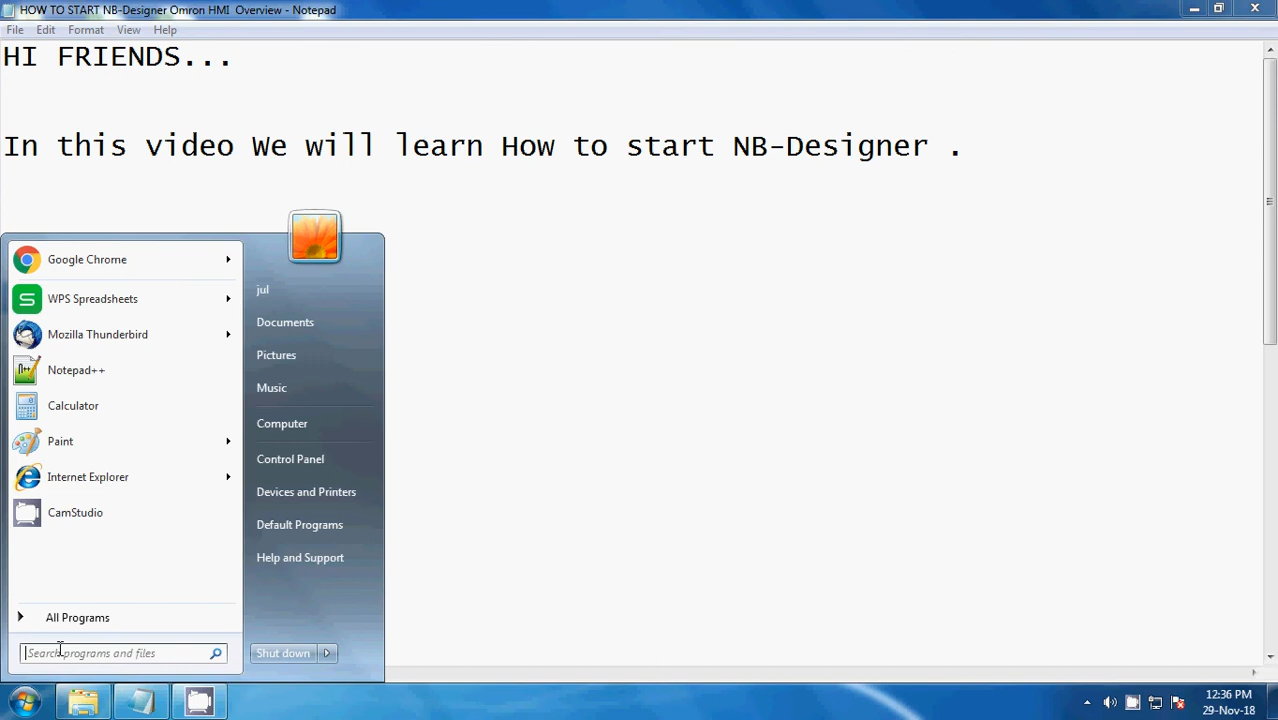 HOW TO START NB-Designer Omron HMI  Overview - Notepad
File Edit Format View Help
HI FRIENDS...
In this video We will learn How to start NB-Designer .
Google Chrome
WPS Spreadsheets
Mozilla Thunderbird
Notepad++
Calculator
Paint
Internet Explorer
CamStudio
All Programs
Search programs and files
jul
Documents
Pictures
Music
Computer
Control Panel
Devices and Printers
Default Programs
Help and Support
Shut down
12:36 PM
29-Nov-18